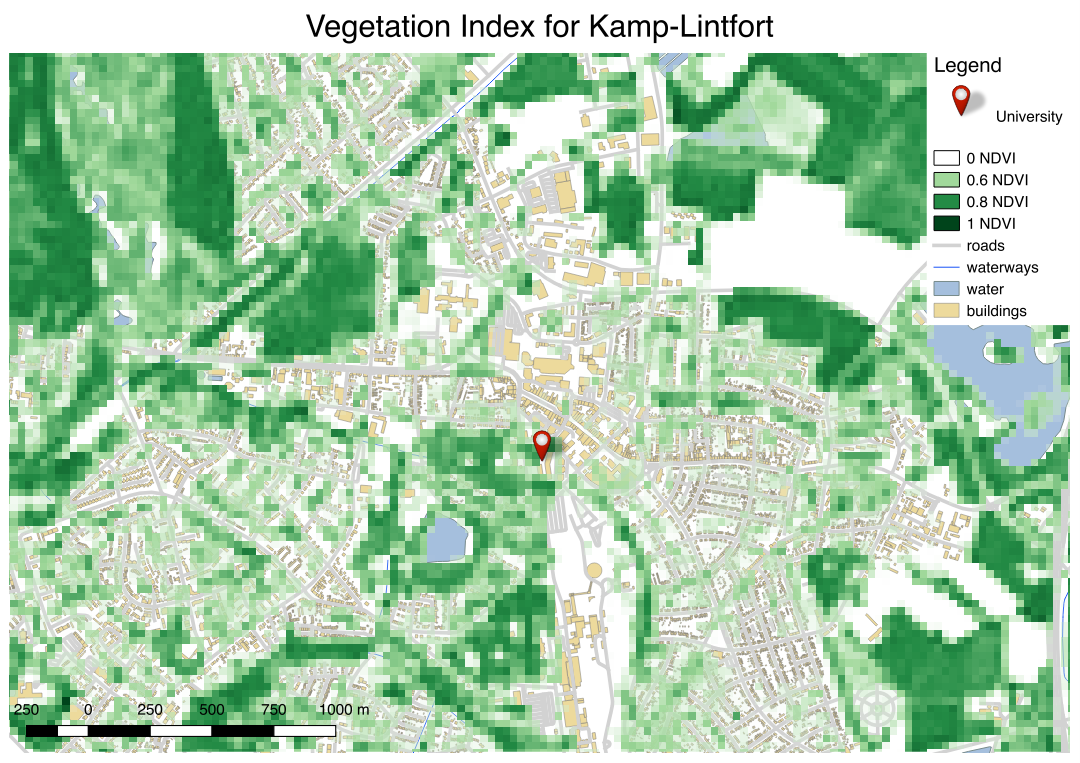 Vegetation Index for Kamp-Lintfort
Legend
University
0 NDVI
0.6 NDVI
0.8 NDVI
1 NDVI
roads
waterways
water
buildings
250 0 250 500 750 1000 m